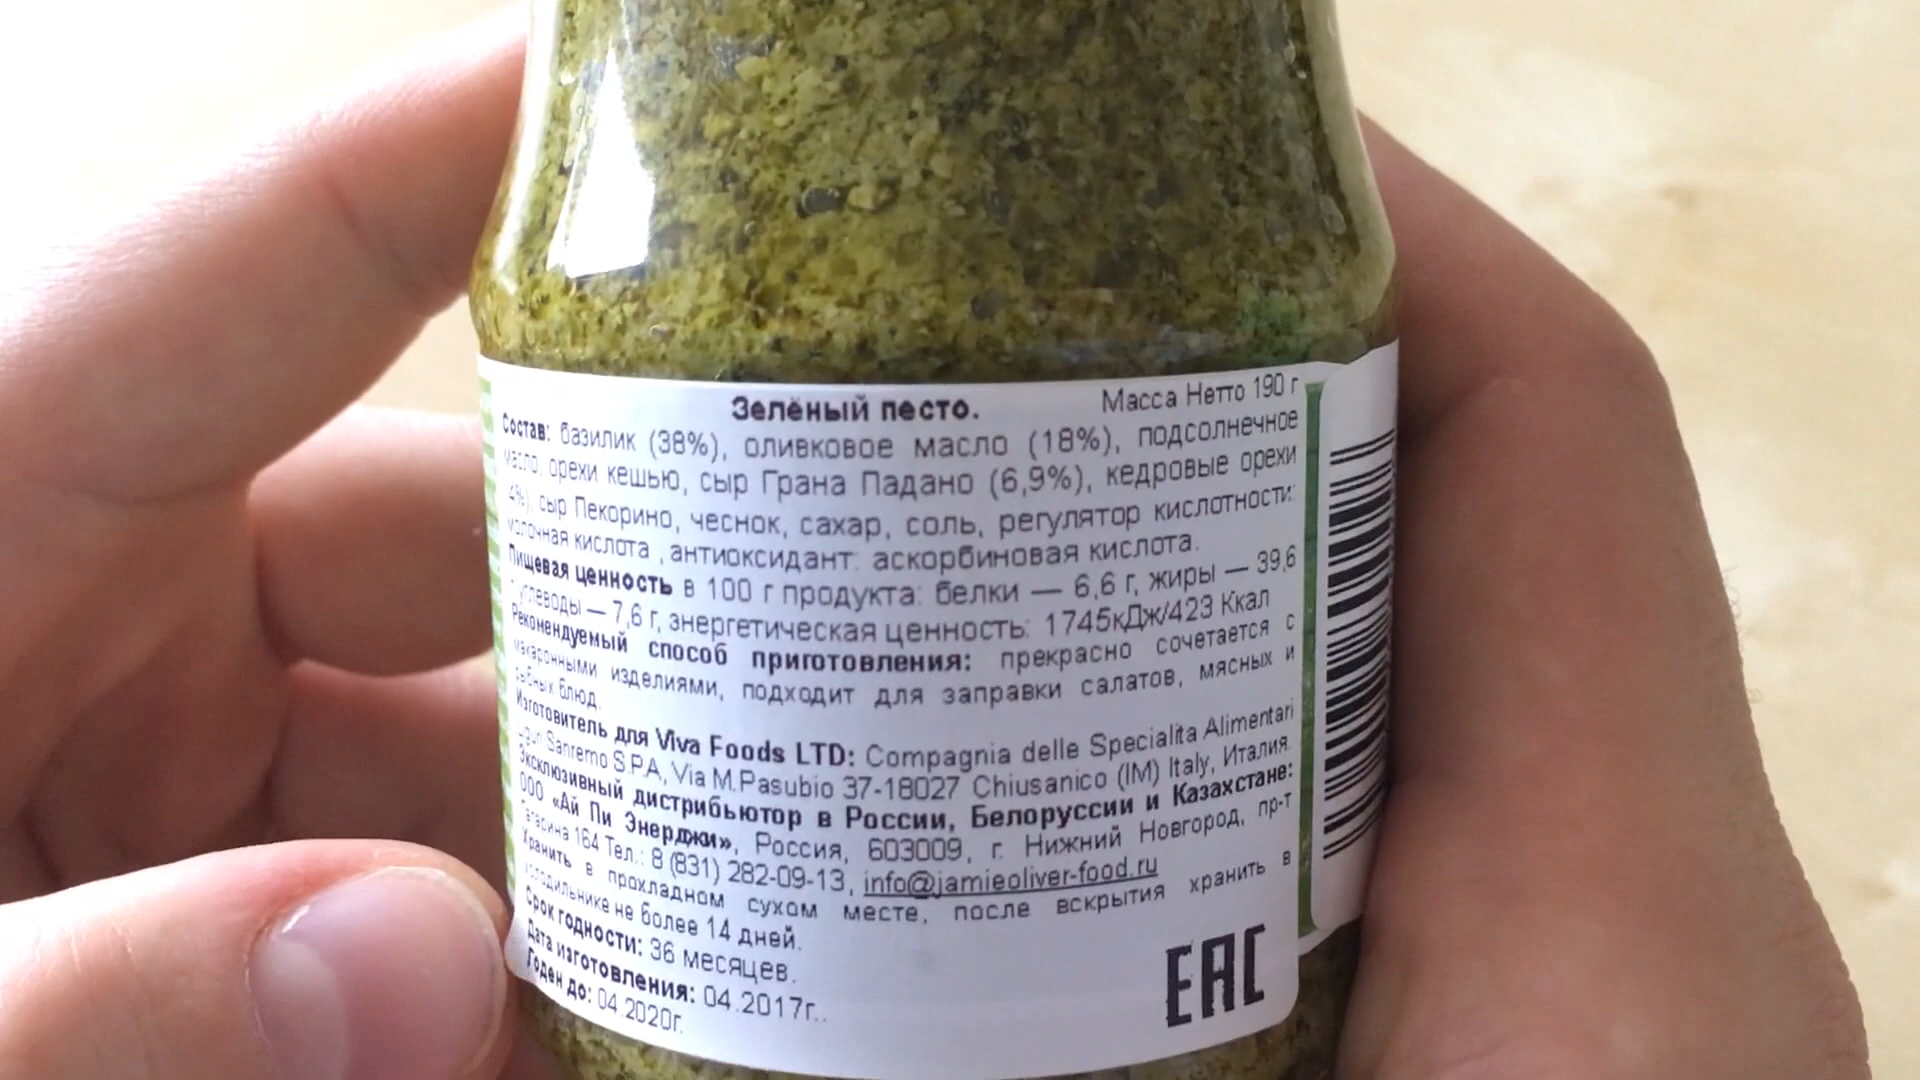 Зелёный песто.
Масса Нетто 190 г
Состав: базилик (38%), оливковое масло (18%), подсолнечное
масло, орехи кешью, сыр Грана Падано (6,9%), кедровые орехи
4%), сыр Пекорино, чеснок, сахар, соль, регулятор кислотности:
молочная кислота , антиоксидант: аскорбиновая кислота.
Пищевая ценность в 100 г продукта: белки — 6,6 г, жиры — 39,6
углеводы — 7,6 г, энергетическая ценность: 1745кДж/423 Ккал
Рекомендуемый способ приготовления: прекрасно сочетается с
макаронными изделиями, подходит для заправки салатов, мясных и
рыбных блюд.
Изготовитель для Viva Foods LTD: Compagnia delle Specialita Alimentari
Sanremo S.P.A, Via M.Pasubio 37-18027 Chiusanico (IM) Italy, Италия.
Эксклюзивный дистрибьютор в России, Белоруссии и Казахстане:
ООО «Ай Пи Энерджи», Россия, 603009, г. Нижний Новгород, пр-т
Гагарина 164 Тел.: 8 (831) 282-09-13, info@jamieoliver-food.ru
Хранить в прохладном сухом месте, после вскрытия хранить в
холодильнике не более 14 дней.
Срок годности: 36 месяцев.
Дата изготовления: 04.2017г..
Годен до: 04.2020г.
EAC